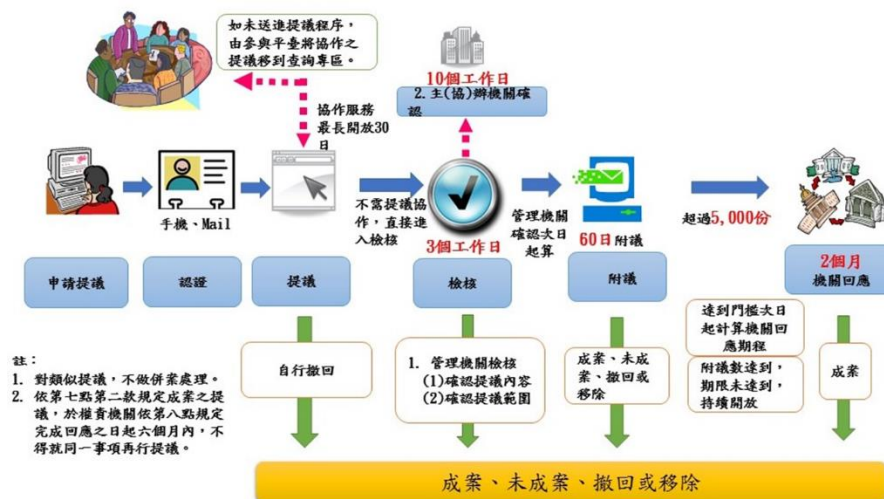 如未送進提議程序，
由參與平臺將協作之
提議移到查詢專區。
10個工作日
2.主(協)辦機關確
認
協作服務
最長開放30
日
手機、Mail
不需提議協
作，直接進
入檢核
3個工作日
管理機關
確認次日
起算
60日附議
超過5,000份
申請提議
認證
提議
檢核
附議
2個月
機關回應
達到門檻次日
起計算機關回
應期程
附議數達到，
期限未達到，
持續開放
註：
1. 對類似提議，不做併案處理。
2. 依第七點第二款規定成案之提
議，於權責機關依第八點規定
完成回應之日起六個月內，不
得就同一事項再行提議。
自行撤回
1. 管理機關檢核
(1)確認提議內容
(2)確認提議範圍
成案、未成
案、撤回或
移除
成案
成案、未成案、撤回或移除